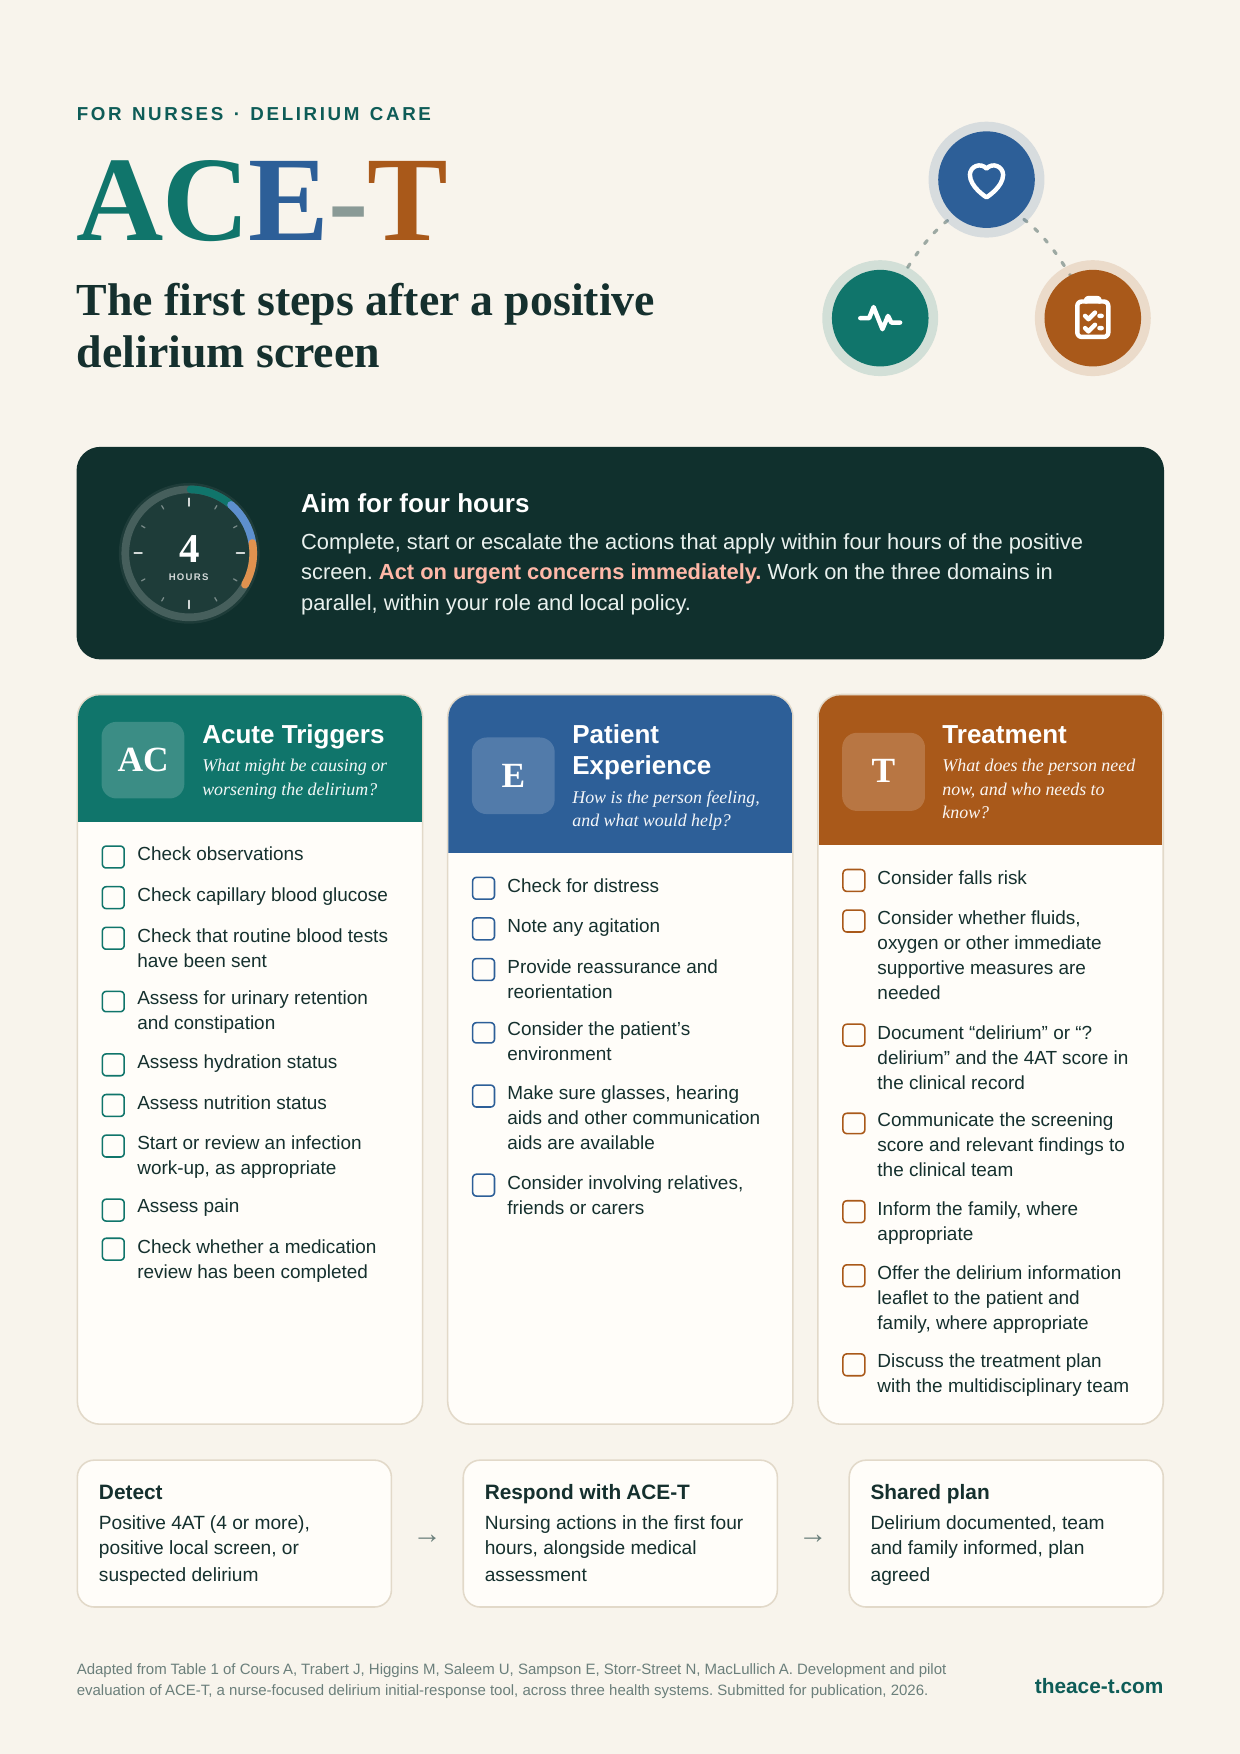 FOR NURSES · DELIRIUM CARE
ACE-T
The first steps after a positive
delirium screen
4
HOURS
Aim for four hours
Complete, start or escalate the actions that apply within four hours of the positive
screen. Act on urgent concerns immediately. Work on the three domains in
parallel, within your role and local policy.
AC
Acute Triggers
What might be causing or
worsening the delirium?
Check observations
Check capillary blood glucose
Check that routine blood tests
have been sent
Assess for urinary retention
and constipation
Assess hydration status
Assess nutrition status
Start or review an infection
work-up, as appropriate
Assess pain
Check whether a medication
review has been completed
E
Patient
Experience
How is the person feeling,
and what would help?
Check for distress
Note any agitation
Provide reassurance and
reorientation
Consider the patient’s
environment
Make sure glasses, hearing
aids and other communication
aids are available
Consider involving relatives,
friends or carers
T
Treatment
What does the person need
now, and who needs to
know?
Consider falls risk
Consider whether fluids,
oxygen or other immediate
supportive measures are
needed
Document “delirium” or “?
delirium” and the 4AT score in
the clinical record
Communicate the screening
score and relevant findings to
the clinical team
Inform the family, where
appropriate
Offer the delirium information
leaflet to the patient and
family, where appropriate
Discuss the treatment plan
with the multidisciplinary team
Detect
Positive 4AT (4 or more),
positive local screen, or
suspected delirium
→
Respond with ACE-T
Nursing actions in the first four
hours, alongside medical
assessment
→
Shared plan
Delirium documented, team
and family informed, plan
agreed
Adapted from Table 1 of Cours A, Trabert J, Higgins M, Saleem U, Sampson E, Storr-Street N, MacLullich A. Development and pilot
evaluation of ACE-T, a nurse-focused delirium initial-response tool, across three health systems. Submitted for publication, 2026.
theace-t.com